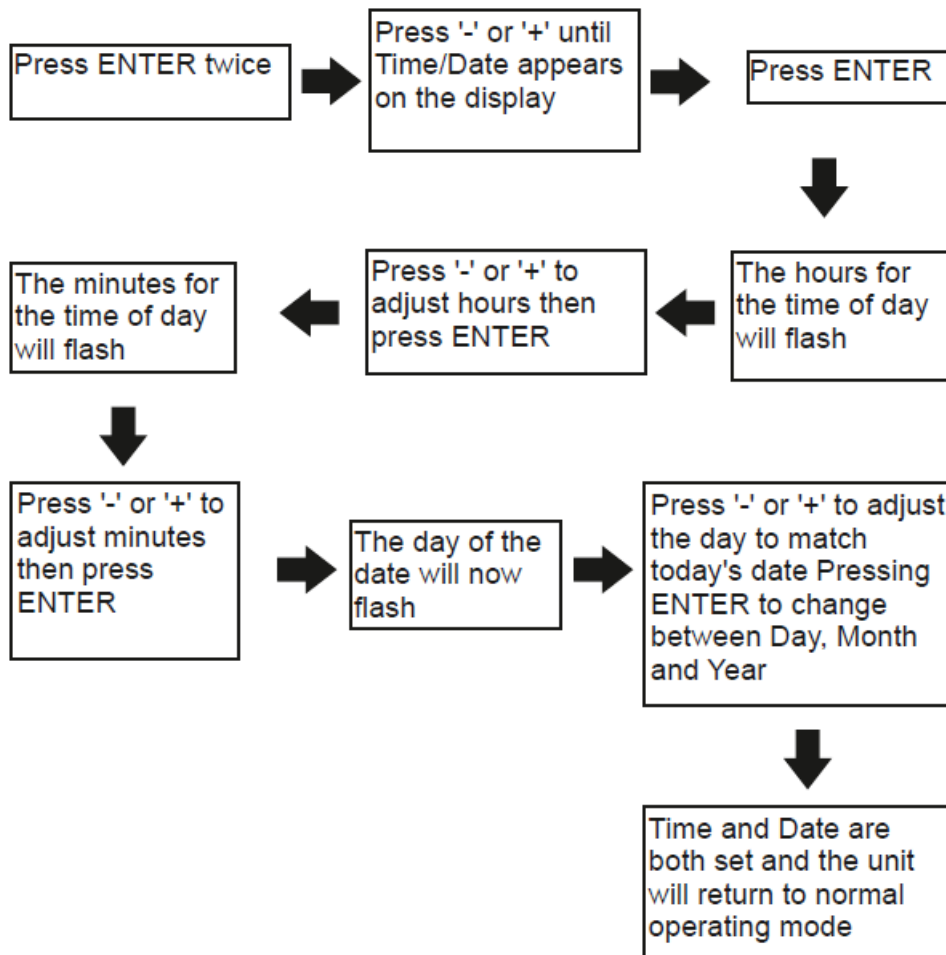 Press ENTER twice
Press '-' or '+' until
Time/Date appears
on the display
Press ENTER
The hours for
the time of day
will flash
Press '-' or '+' to
adjust hours then
press ENTER
The minutes for
the time of day
will flash
Press '-' or '+' to
adjust minutes
then press
ENTER
The day of the
date will now
flash
Press '-' or '+' to adjust
the day to match
today's date Pressing
ENTER to change
between Day, Month
and Year
Time and Date are
both set and the unit
will return to normal
operating mode